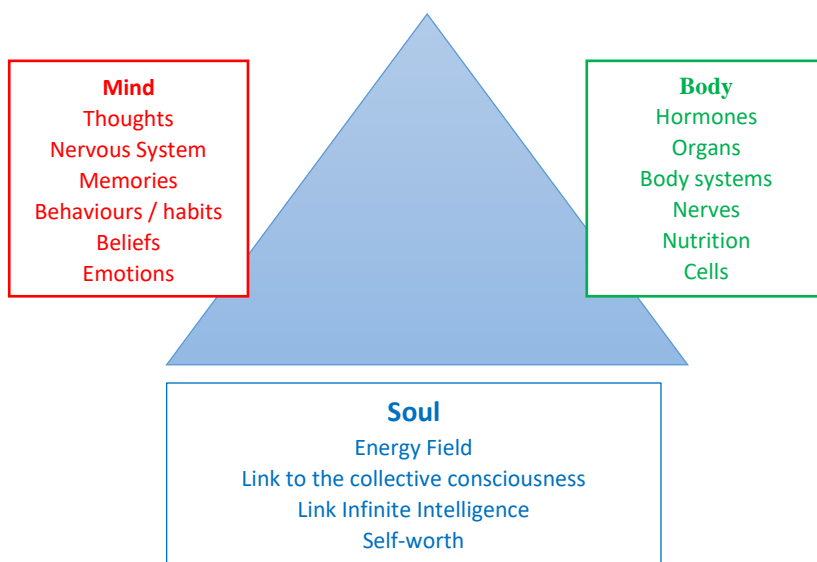 Mind
Thoughts
Nervous System
Memories
Behaviours / habits
Beliefs
Emotions
Body
Hormones
Organs
Body systems
Nerves
Nutrition
Cells
Soul
Energy Field
Link to the collective consciousness
Link Infinite Intelligence
Self-worth